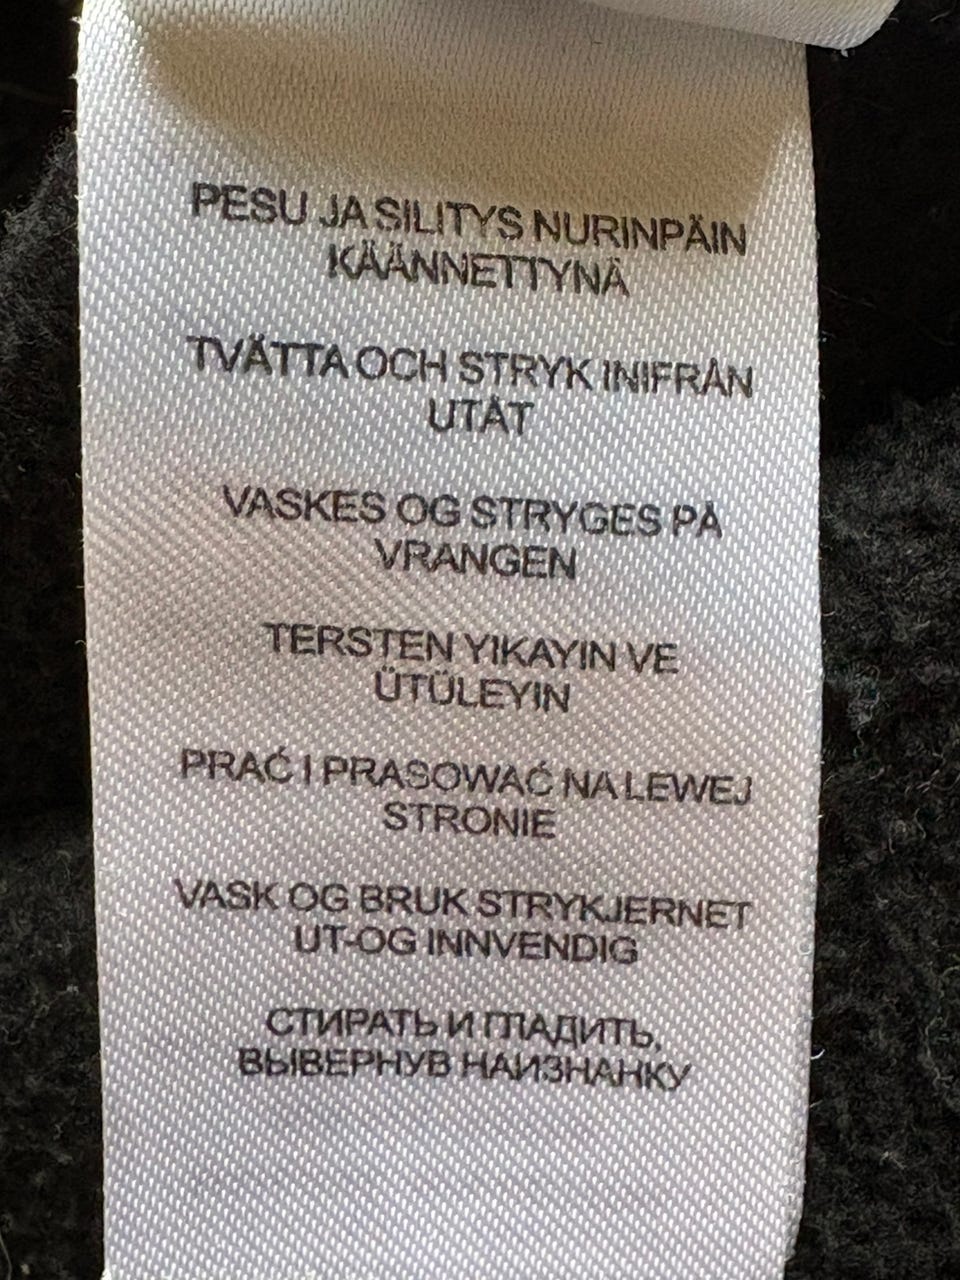 PESU JA SILITYS NURINPÄIN
KÄÄNNETTYNÄ
TVÄTTA OCH STRYK INIFRÅN
UTÅT
VASKES OG STRYGES PÅ
VRANGEN
TERSTEN YIKAYIN VE
ÜTÜLEYIN
PRAĆ I PRASOWAĆ NA LEWEJ
STRONIE
VASK OG BRUK STRYKJERNET
UT-OG INNVENDIG
СТИРАТЬ И ГЛАДИТЬ,
ВЫВЕРНУВ НАИЗНАНКУ